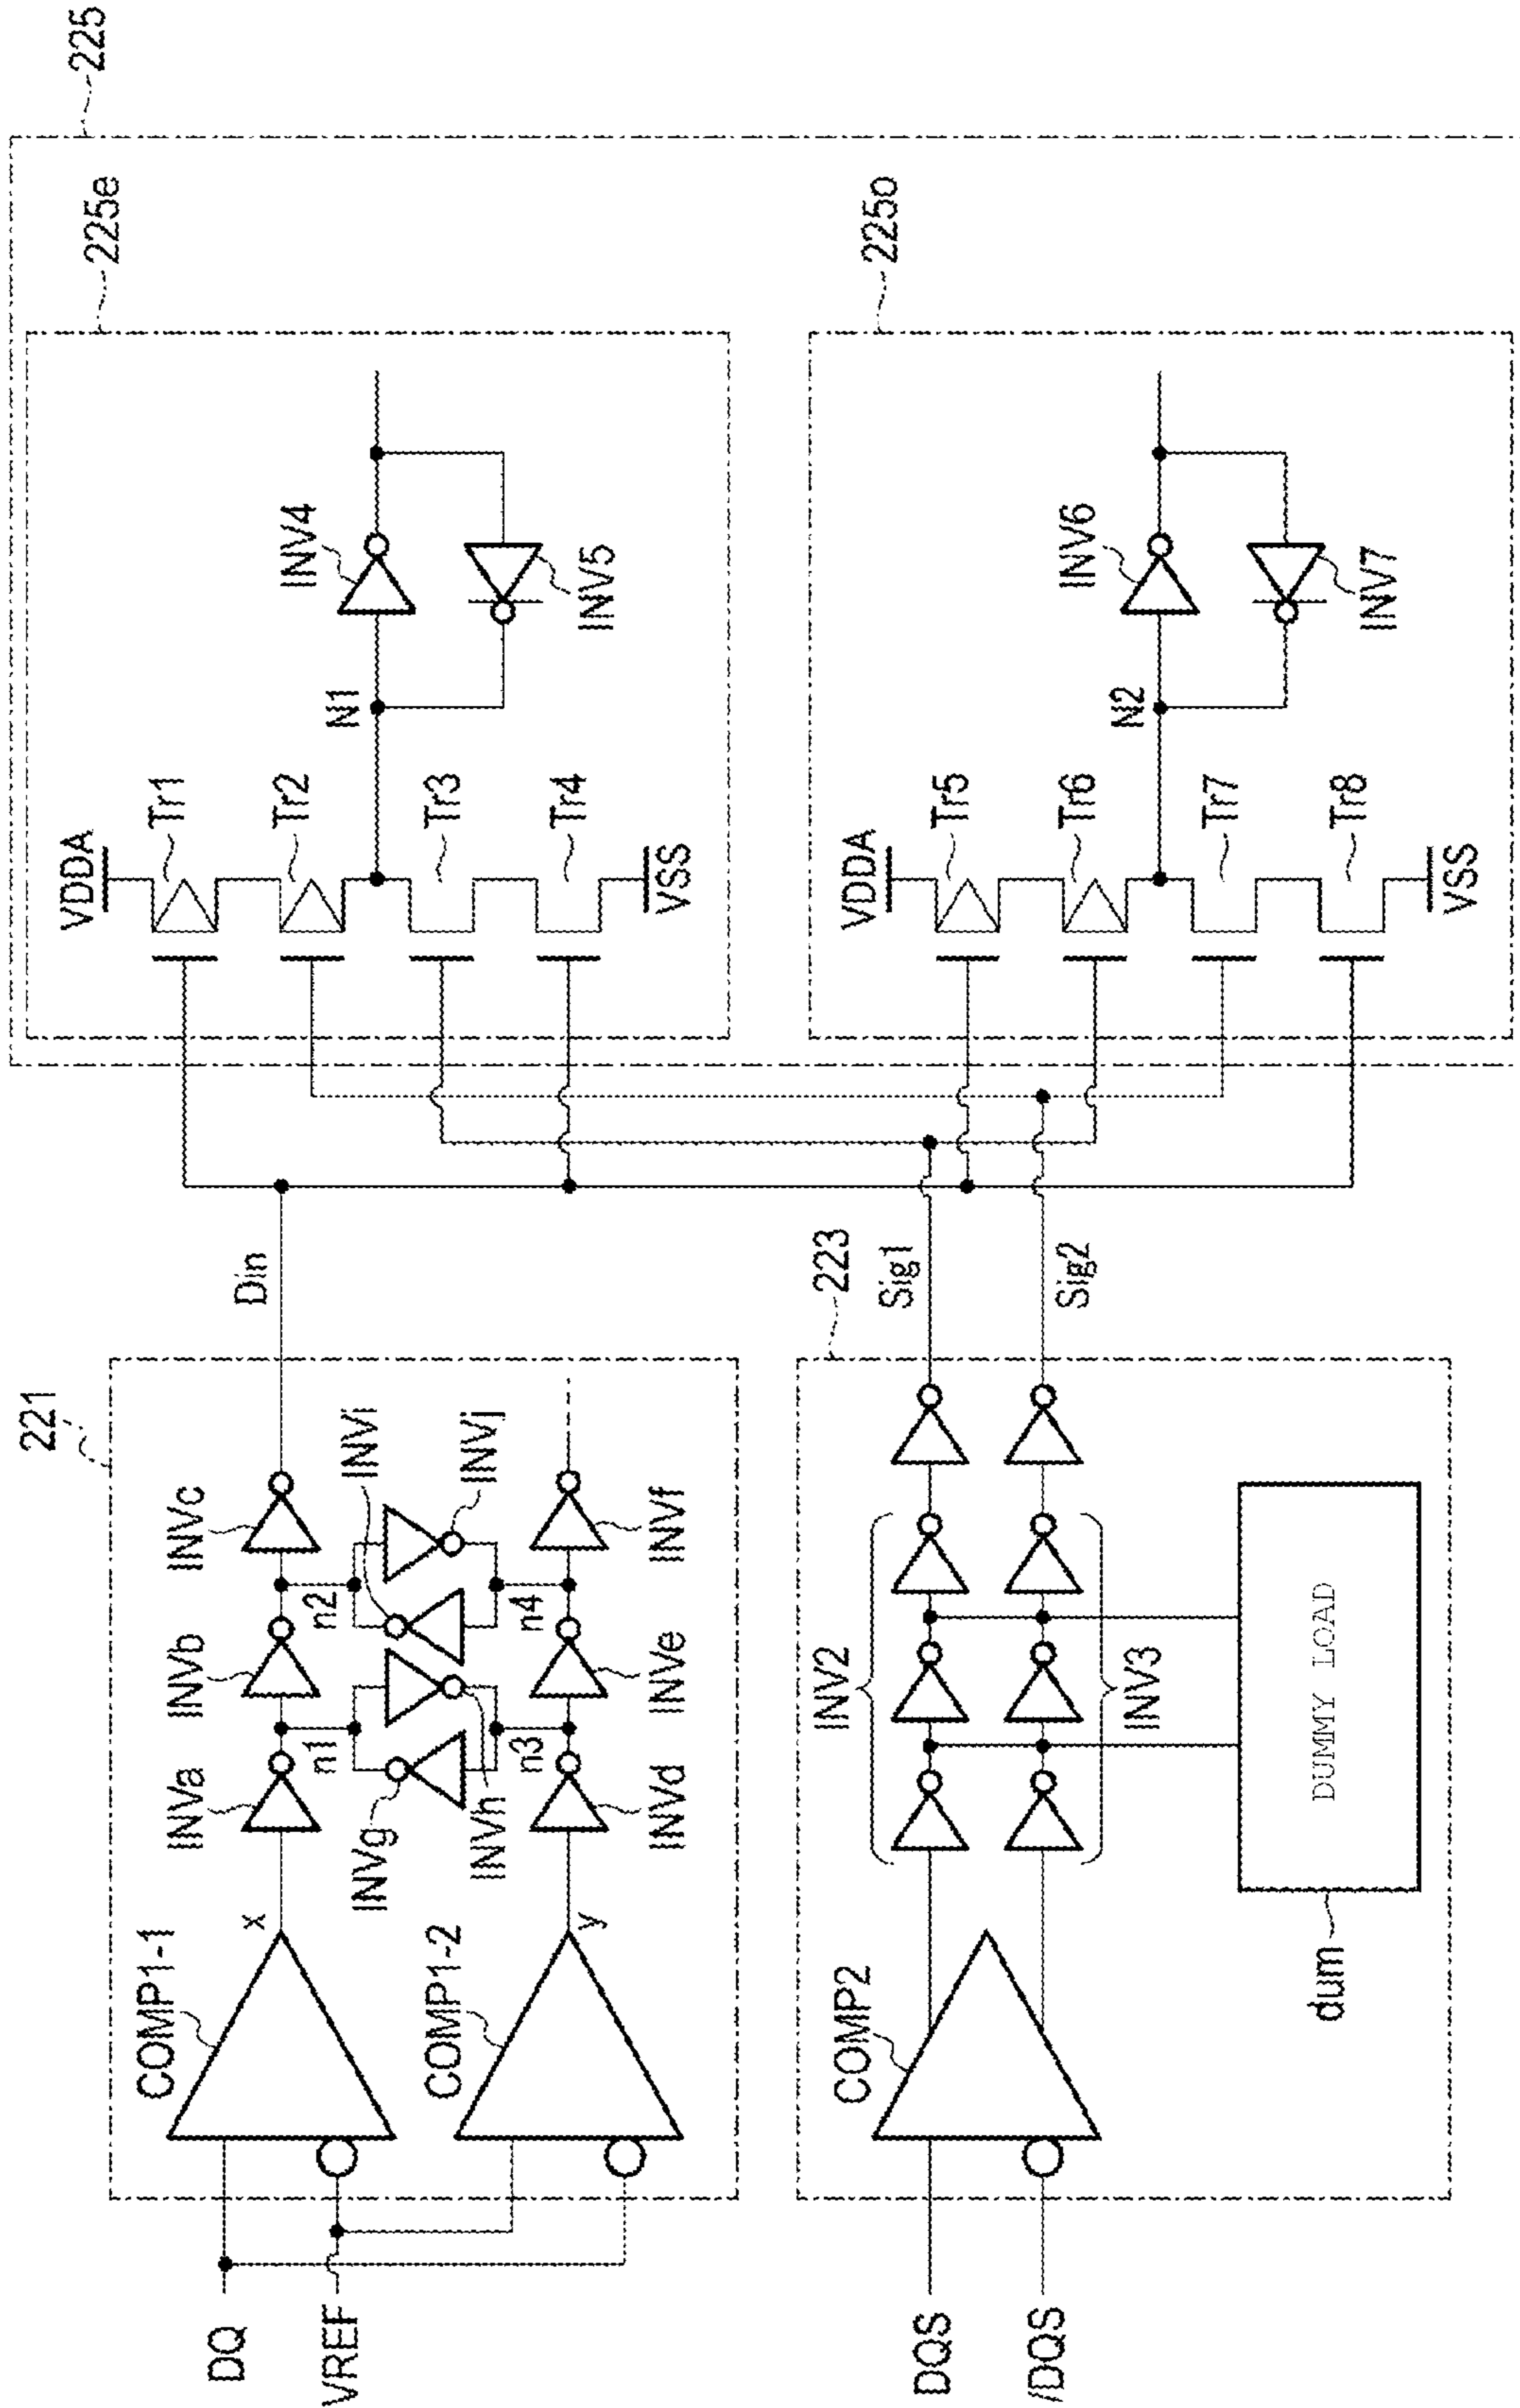 225
225e
VDDA
Tr1
Tr2
Tr3
Tr4
VSS
N1
INV4
INV5
225o
VDDA
Tr5
Tr6
Tr7
Tr8
VSS
N2
INV6
INV7
221
Din
DQ
VREF
COMP1-1
x
INVa
n1
INVb
n2
INVc
INVg
INVh
INVi
INVj
COMP1-2
y
INVd
n3
INVe
n4
INVf
223
Sig1
Sig2
DQS
/DQS
COMP2
INV2
INV3
DUMMY LOAD
dum